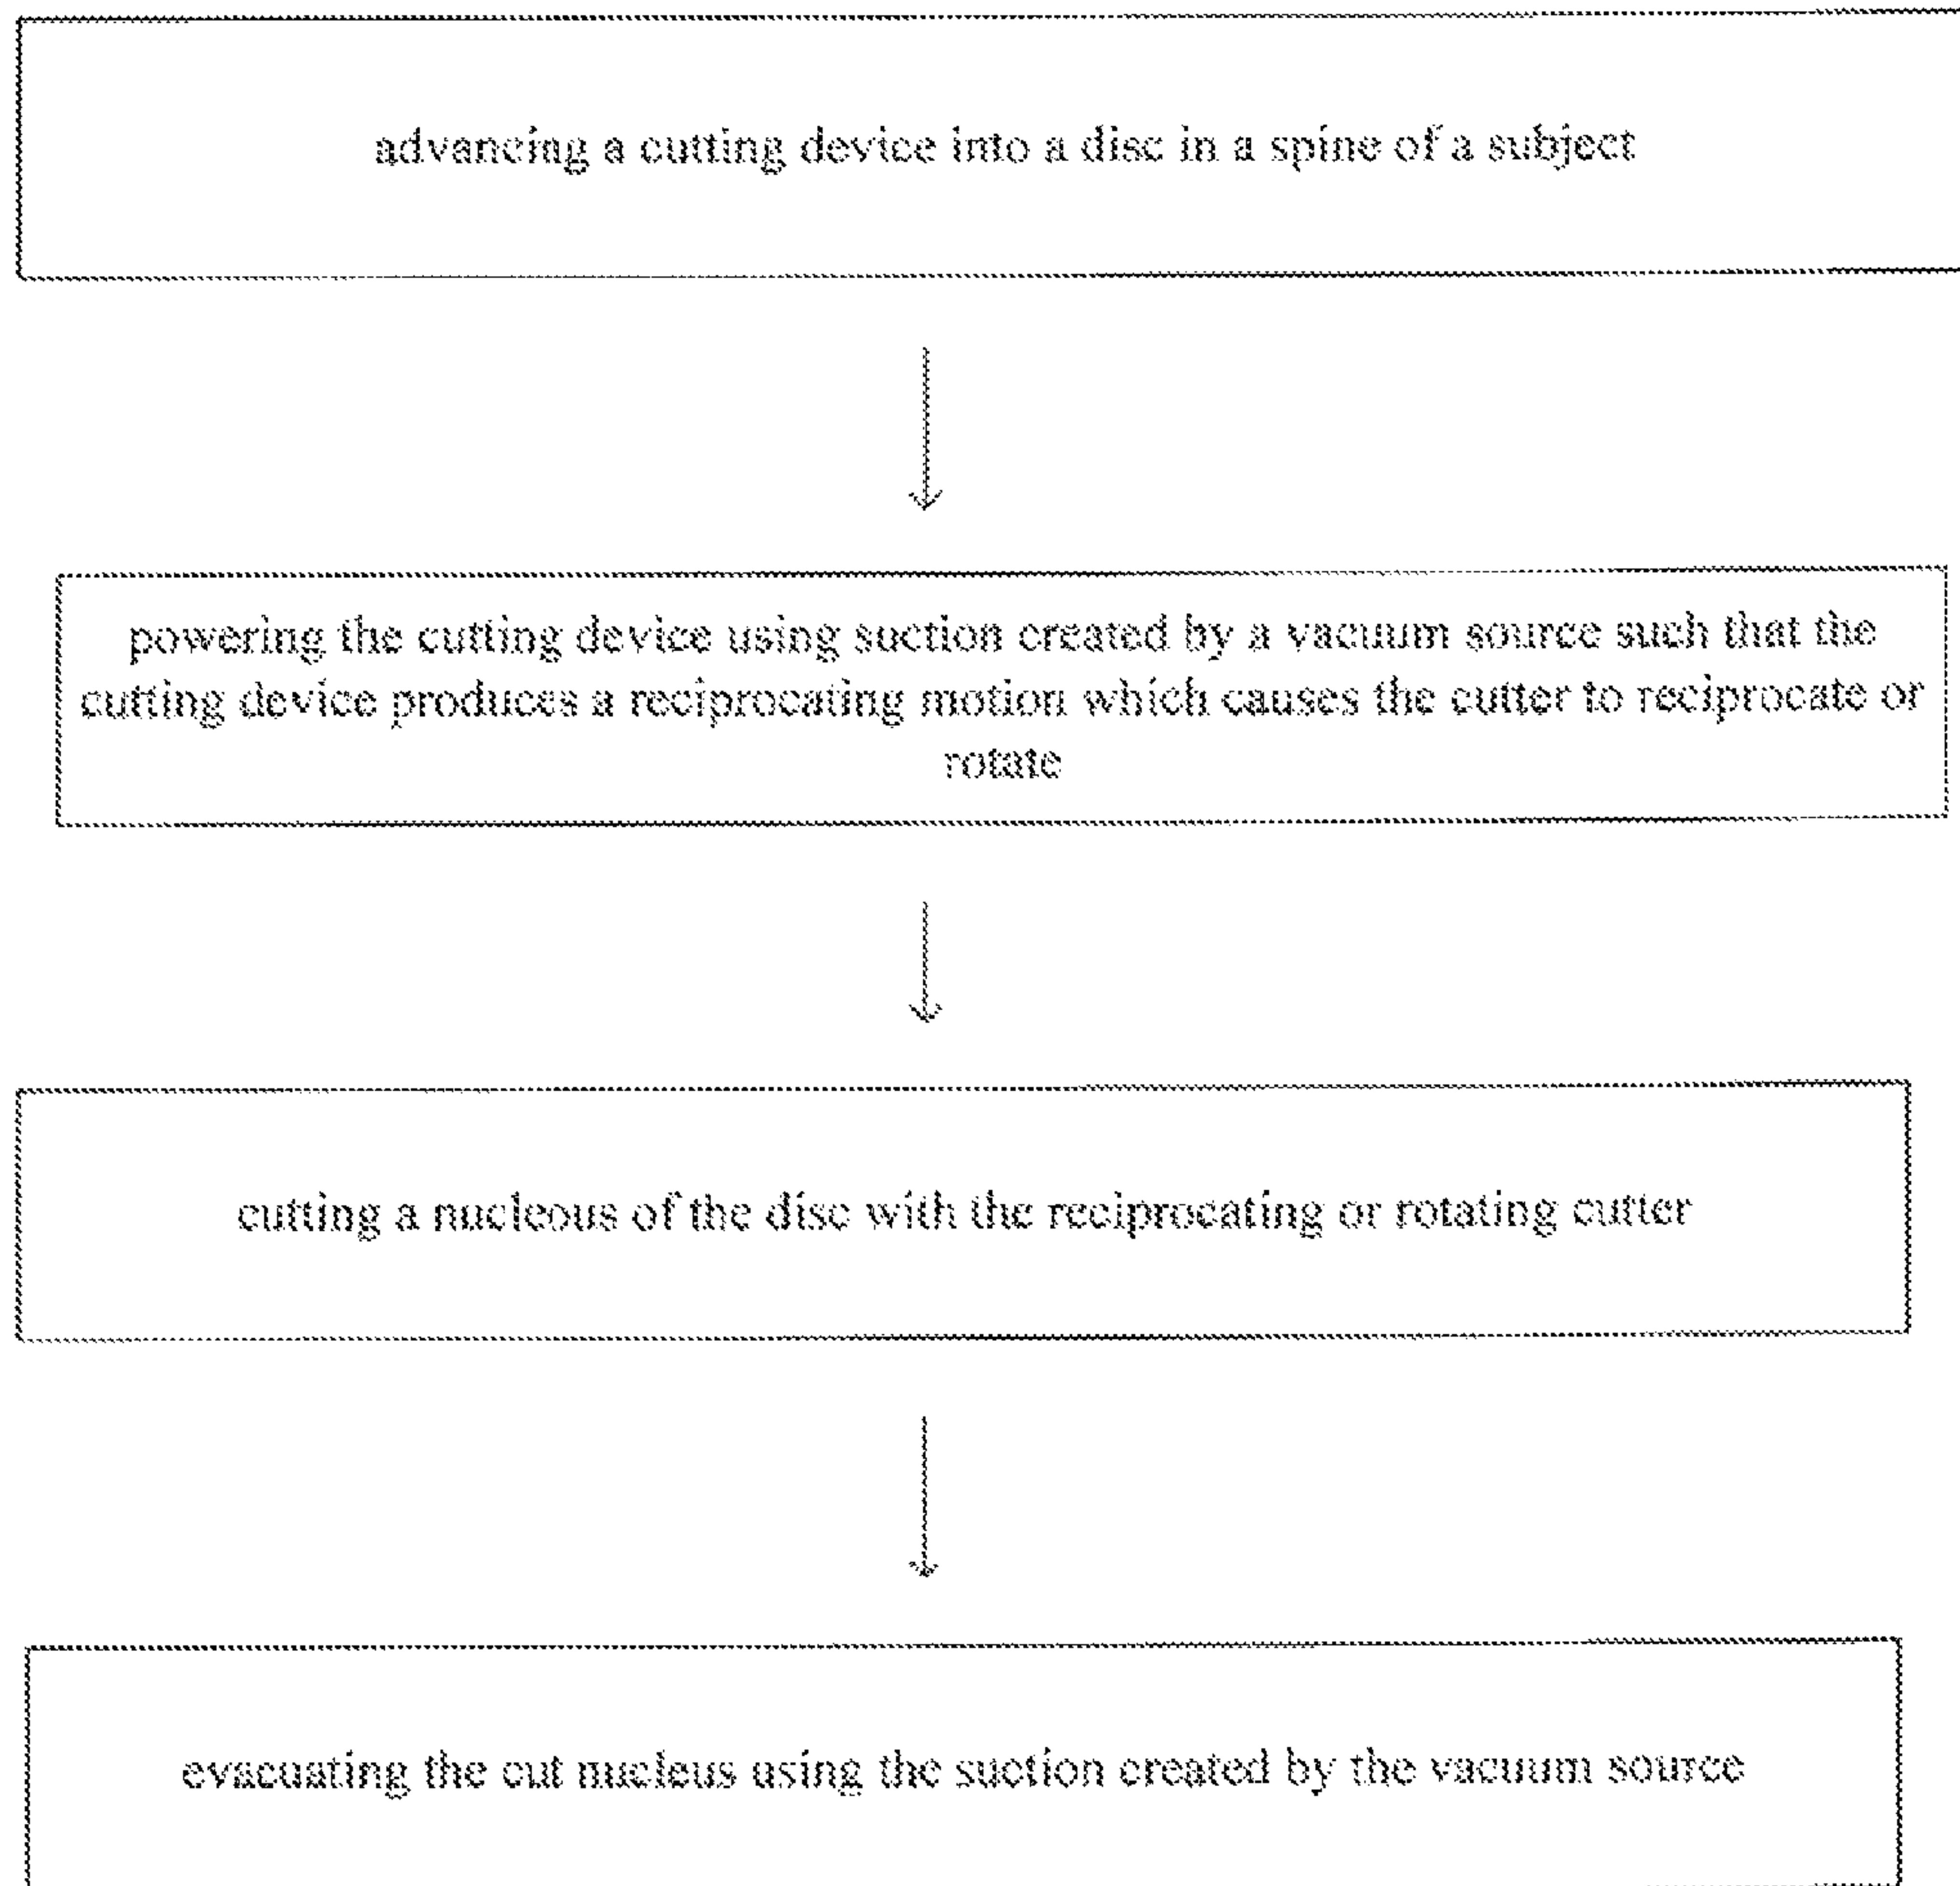 advancing a cutting device into a disc in a spine of a subject
powering the cutting device using suction created by a vacuum source such that the
cutting device produces a reciprocating motion which causes the cutter to reciprocate or
rotate
cutting a nucleous of the disc with the reciprocating or rotating cutter
evacuating the cut nucleus using the suction created by the vacuum source